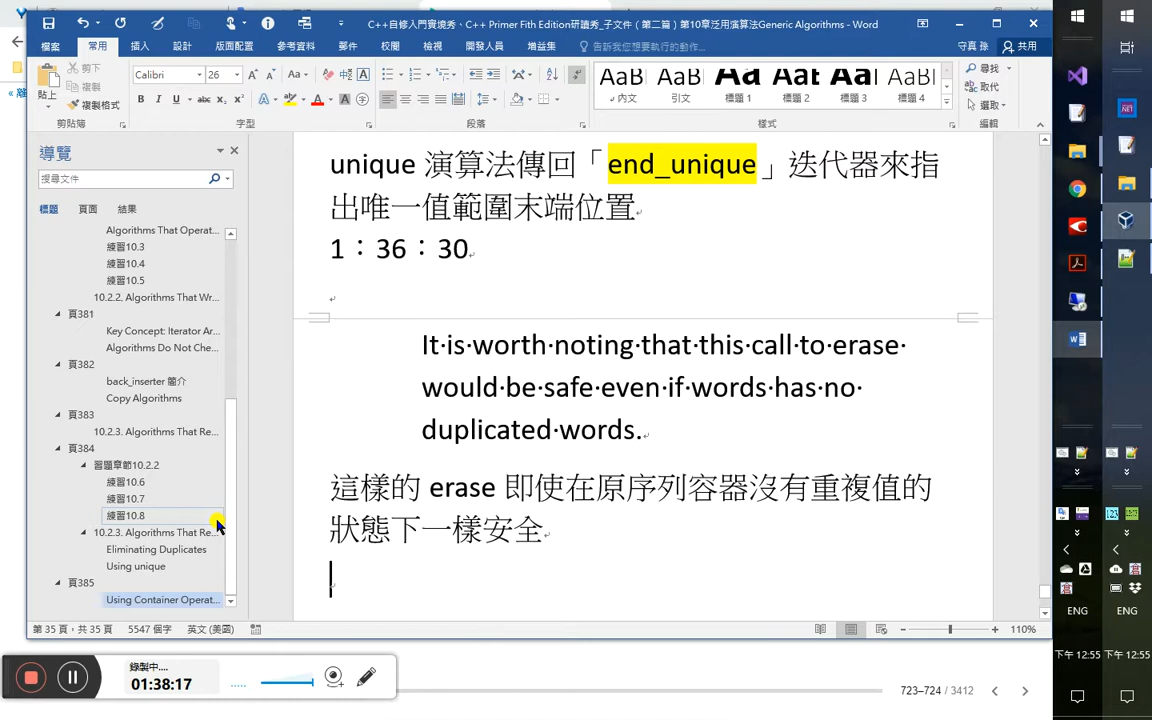 C++自修入門實境秀、C++ Primer Fith Edition研讀秀_子文件（第二篇）第10章泛用演算法Generic Algorithms - Word
檔案 常用 插入 設計 版面配置 參考資料 郵件 校閱 檢視 開發人員 增益集 告訴我您想要執行的動作... 守真 孫 共用
貼上 剪下 複製 複製格式
Calibri 26
AaBl AaBb Aa AaB AaB AaBl
內文 引文 標題 1 標題 2 標題 3 標題 4
尋找 取代 選取
剪貼簿 字型 段落 樣式 編輯
導覽
搜尋文件
標題 頁面 結果
Algorithms That Operat...
練習10.3
練習10.4
練習10.5
10.2.2. Algorithms That Wr...
頁381
Key Concept: Iterator Ar...
Algorithms Do Not Che...
頁382
back_inserter 簡介
Copy Algorithms
頁383
10.2.3. Algorithms That Re...
頁384
習題章節10.2.2
練習10.6
練習10.7
練習10.8
10.2.3. Algorithms That Re...
Eliminating Duplicates
Using unique
頁385
Using Container Operat...
unique 演算法傳回「end_unique」迭代器來指
出唯一值範圍末端位置
1：36：30
It·is·worth·noting·that·this·call·to·erase·
would·be·safe·even·if·words·has·no·
duplicated·words.
這樣的 erase 即使在原序列容器沒有重複值的
狀態下一樣安全
第 35 頁，共 35 頁 5547 個字 英文 (美國) 110%
錄製中....
01:38:17
723–724 / 3412
ENG ENG
下午 12:55 下午 12:55